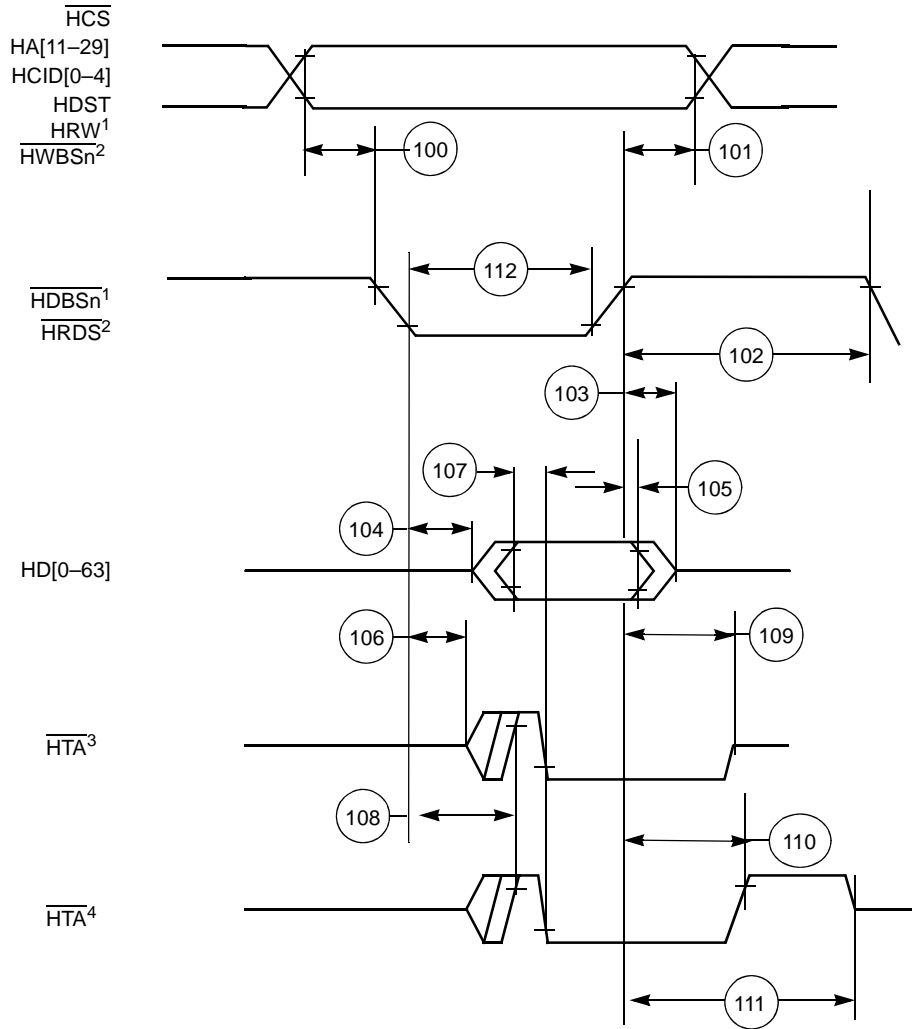 HCS
HA[11–29]
HCID[0–4]
HDST
HRW1
HWBSn2
100
101
112
HDBSn1
HRDS2
102
103
107
105
104
HD[0–63]
106
109
HTA3
108
110
HTA4
111